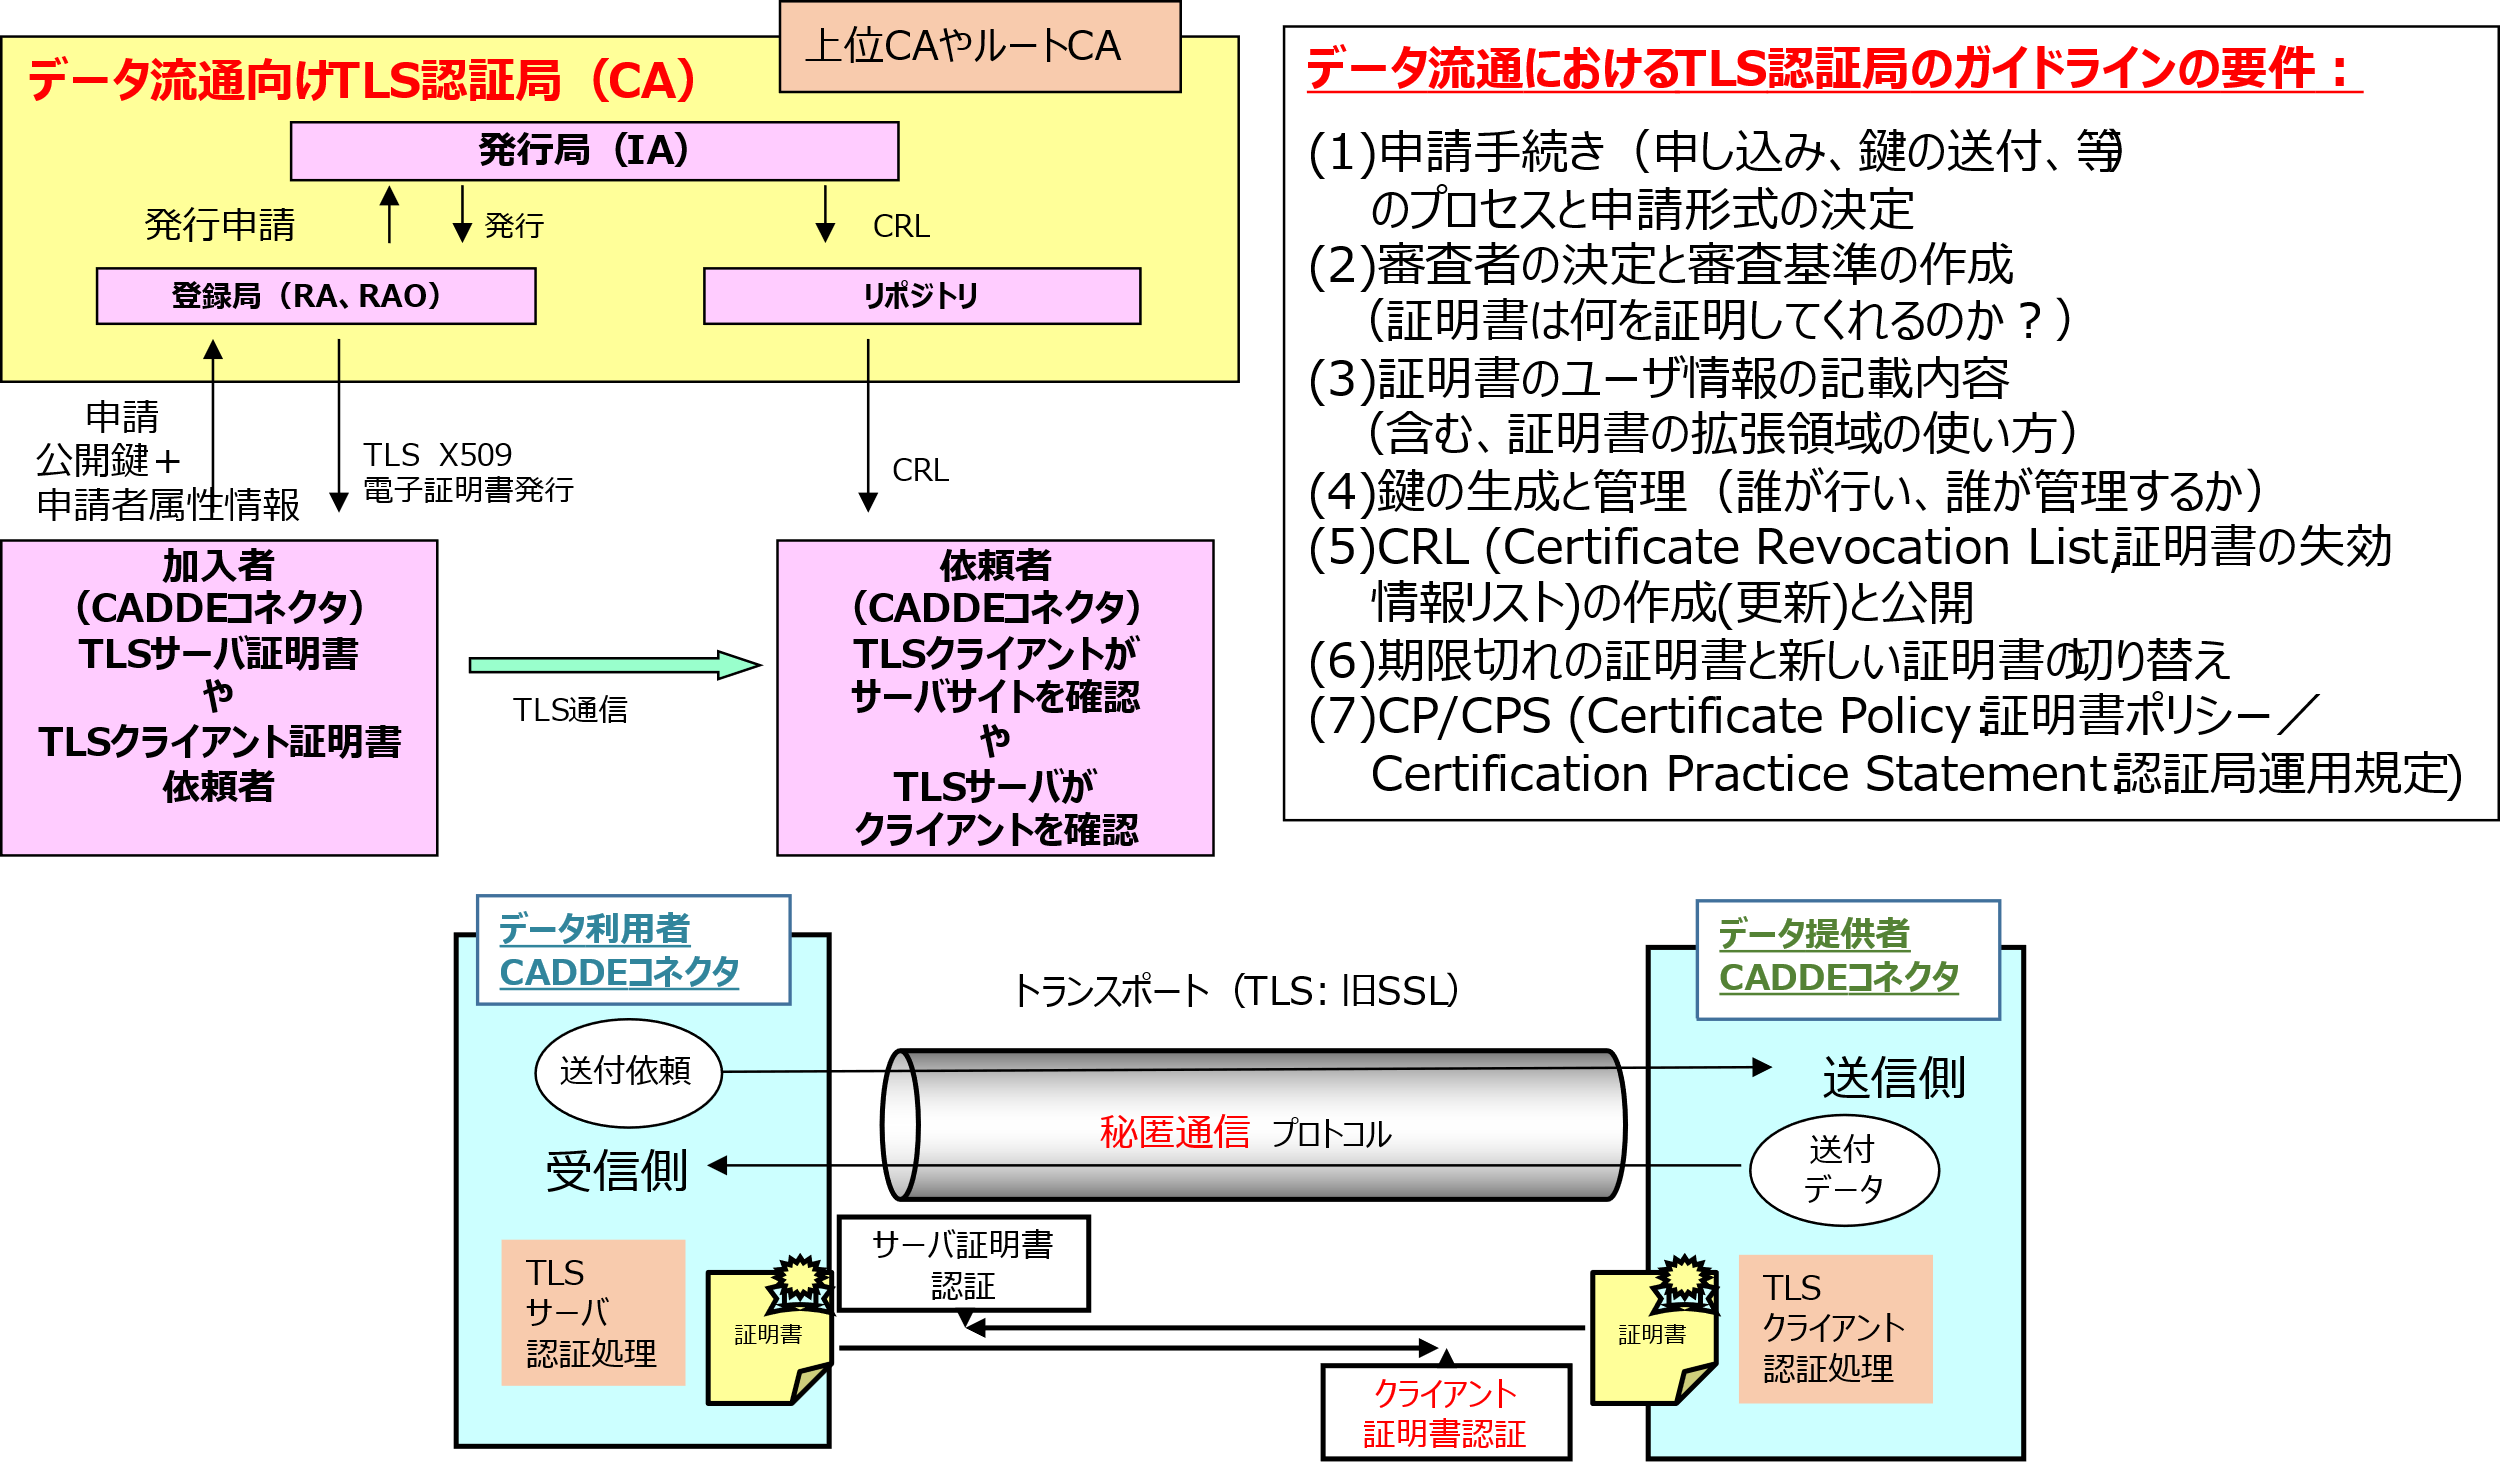 上位CAやルートCA
データ流通向けTLS認証局（CA）
発行局（IA）
発行申請
発行
CRL
登録局（RA、RAO）
リポジトリ
申請
公開鍵＋
申請者属性情報
TLS X509
電子証明書発行
CRL
加入者
（CADDEコネクタ）
TLSサーバ証明書
や
TLSクライアント証明書
依頼者
TLS通信
依頼者
（CADDEコネクタ）
TLSクライアントが
サーバサイトを確認
や
TLSサーバが
クライアントを確認
データ流通におけるTLS認証局のガイドラインの要件：
(1)申請手続き（申し込み、鍵の送付、等）
のプロセスと申請形式の決定
(2)審査者の決定と審査基準の作成
（証明書は何を証明してくれるのか？）
(3)証明書のユーザ情報の記載内容
（含む、証明書の拡張領域の使い方）
(4)鍵の生成と管理（誰が行い、誰が管理するか）
(5)CRL (Certificate Revocation List,証明書の失効
情報リスト)の作成(更新)と公開
(6)期限切れの証明書と新しい証明書の切り替え
(7)CP/CPS (Certificate Policy:証明書ポリシー／
Certification Practice Statement:認証局運用規定)
データ利用者
CADDEコネクタ
送付依頼
受信側
TLS
サーバ
認証処理
証明書
トランスポート（TLS：旧SSL）
秘匿通信 プロトコル
サーバ証明書
認証
クライアント
証明書認証
データ提供者
CADDEコネクタ
送信側
送付
データ
証明書
TLS
クライアント
認証処理